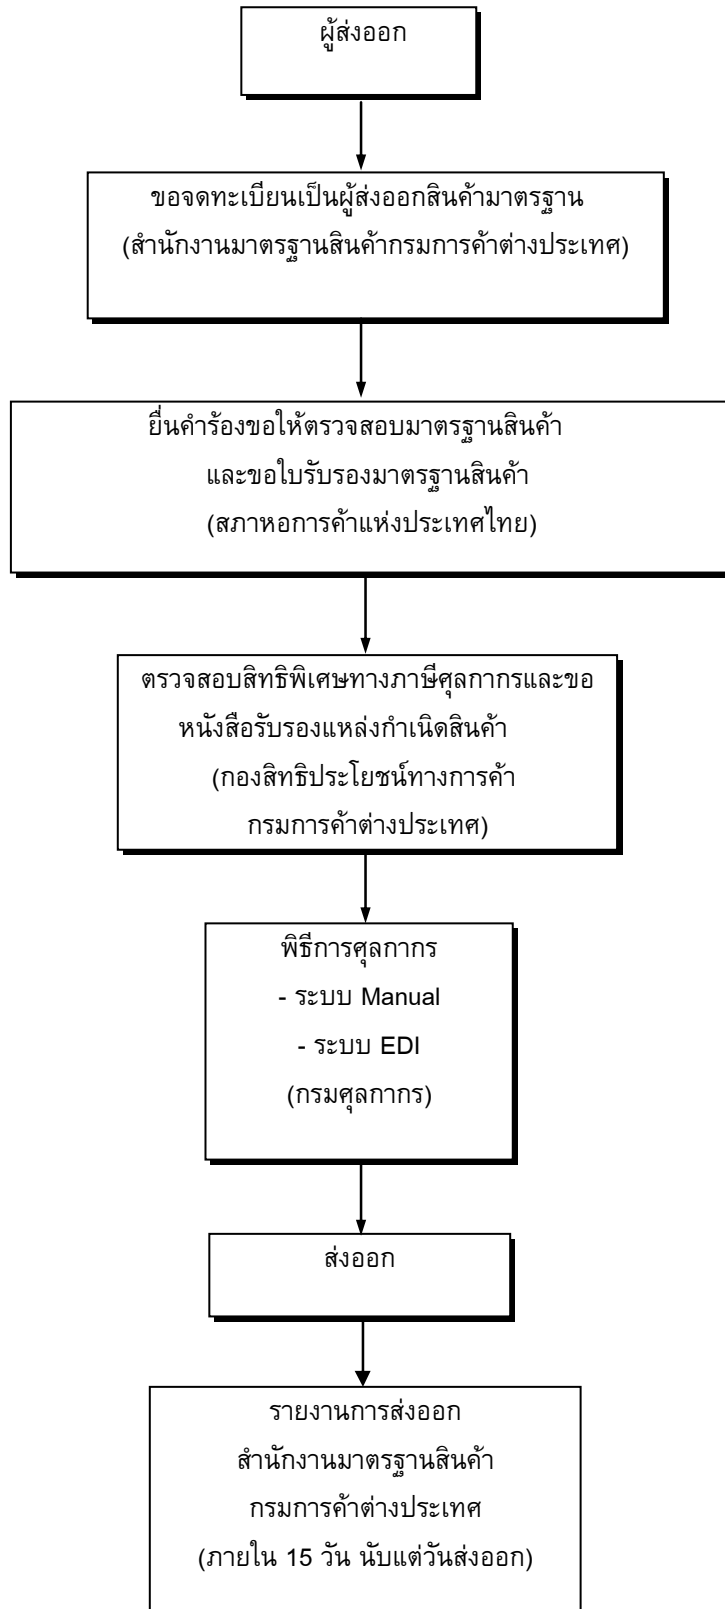 ผู้ส่งออก
ขอจดทะเบียนเป็นผู้ส่งออกสินค้ามาตรฐาน
(สำนักงานมาตรฐานสินค้ากรมการค้าต่างประเทศ)
ยื่นคำร้องขอให้ตรวจสอบมาตรฐานสินค้า
และขอใบรับรองมาตรฐานสินค้า
(สภาหอการค้าแห่งประเทศไทย)
ตรวจสอบสิทธิพิเศษทางภาษีศุลกากรและขอ
หนังสือรับรองแหล่งกำเนิดสินค้า
(กองสิทธิประโยชน์ทางการค้า
กรมการค้าต่างประเทศ)
พิธีการศุลกากร
- ระบบ Manual
- ระบบ EDI
(กรมศุลกากร)
ส่งออก
รายงานการส่งออก
สำนักงานมาตรฐานสินค้า
กรมการค้าต่างประเทศ
(ภายใน 15 วัน นับแต่วันส่งออก)